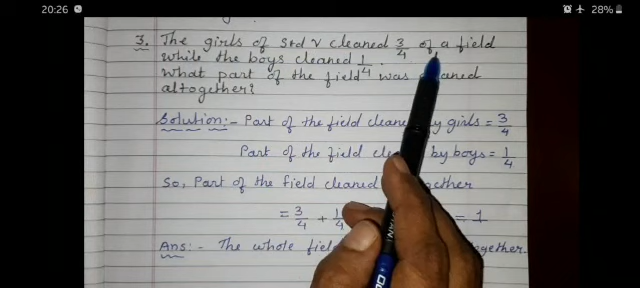 20:26 28%
3. The girls of Std V cleaned 3/4 of a field
while the boys cleaned 1/4.
What part of the field was cleaned
altogether?
Solution:- Part of the field by girls = 3/4
Part of the field by boys = 1/4
So, Part of the field cleaned
= 3/4 + 1/4 = 1
Ans:- The whole